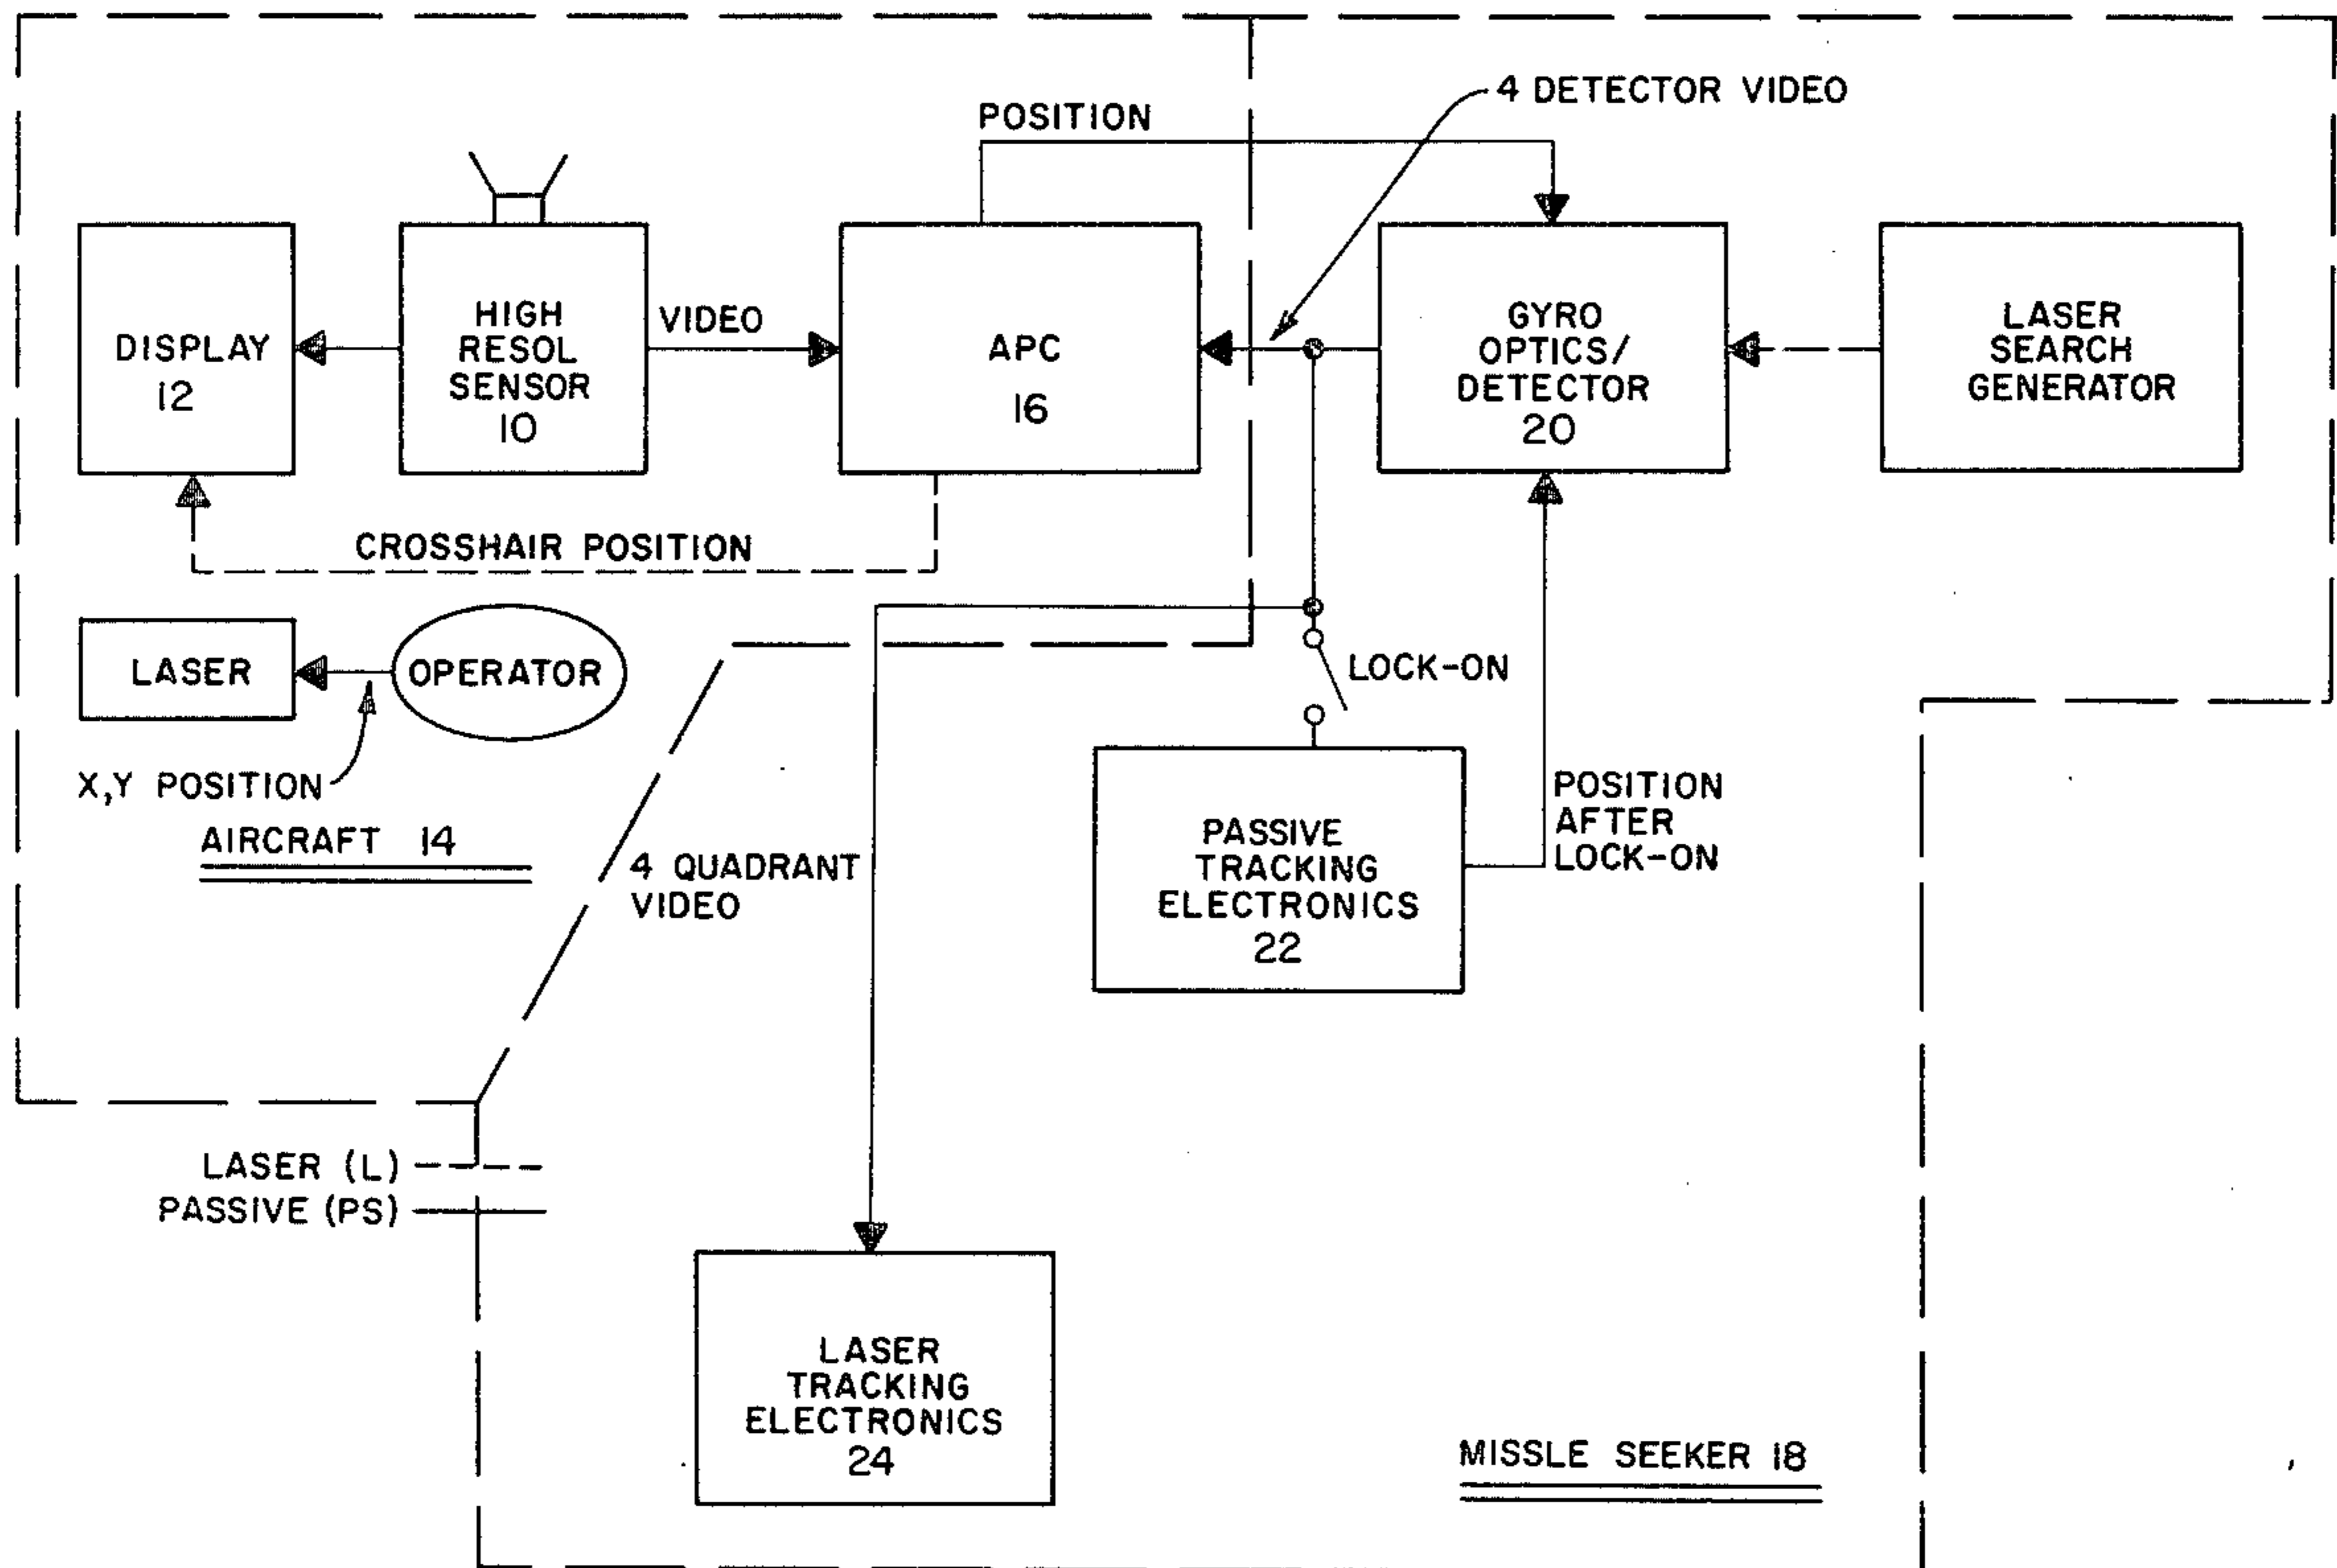 4 DETECTOR VIDEO
POSITION
DISPLAY
12
HIGH
RESOL
SENSOR
10
VIDEO
APC
16
GYRO
OPTICS/
DETECTOR
20
LASER
SEARCH
GENERATOR
CROSSHAIR POSITION
LASER
OPERATOR
LOCK-ON
X,Y POSITION
AIRCRAFT 14
4 QUADRANT
VIDEO
PASSIVE
TRACKING
ELECTRONICS
22
POSITION
AFTER
LOCK-ON
LASER (L)
PASSIVE (PS)
LASER
TRACKING
ELECTRONICS
24
MISSLE SEEKER 18